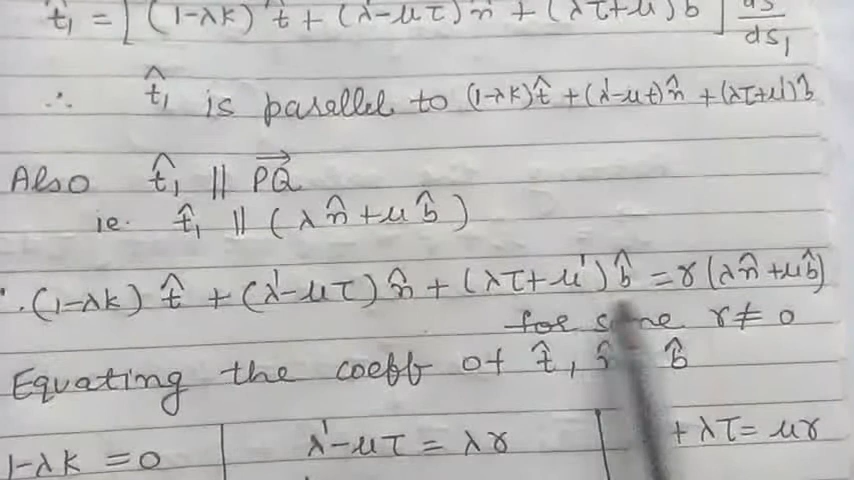 t̂₁ = [(1-λk) t̂ + (λ'-μτ) n̂ + (λτ+μ') b̂] ds/ds₁
∴ t̂₁ is parallel to (1-λk)t̂ + (λ'-μτ)n̂ + (λτ+μ')b̂
Also t̂₁ || PQ⃗
ie. t̂₁ || (λn̂+μb̂)
∴ (1-λk) t̂ + (λ'-μτ) n̂ + (λτ+μ') b̂ = γ(λn̂+μb̂)
for some γ ≠ 0
Equating the coeff of t̂, n̂ b̂
1-λk = 0 | λ'-μτ = λγ | +λτ = μγ